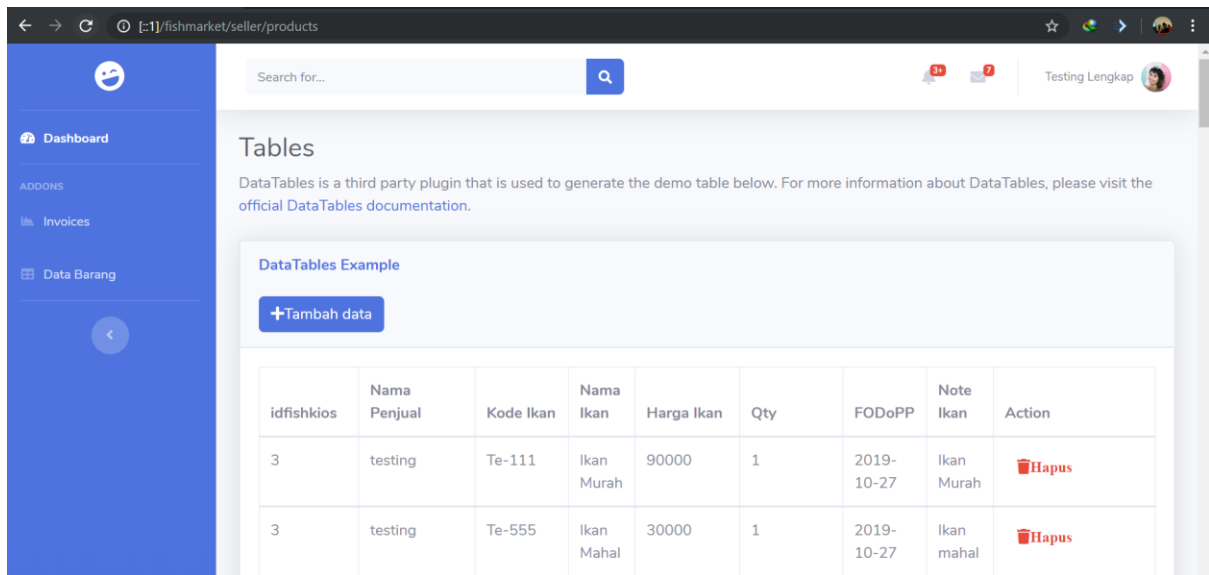 [::1]/fishmarket/seller/products
Search for...
3+
7
Testing Lengkap
Dashboard
ADDONS
Invoices
Data Barang
Tables
DataTables is a third party plugin that is used to generate the demo table below. For more information about DataTables, please visit the
official DataTables documentation.
DataTables Example
+Tambah data
idfishkios Nama Penjual Kode Ikan Nama Ikan Harga Ikan Qty FODoPP Note Ikan Action
3 testing Te-111 Ikan Murah 90000 1 2019-10-27 Ikan Murah Hapus
3 testing Te-555 Ikan Mahal 30000 1 2019-10-27 Ikan mahal Hapus